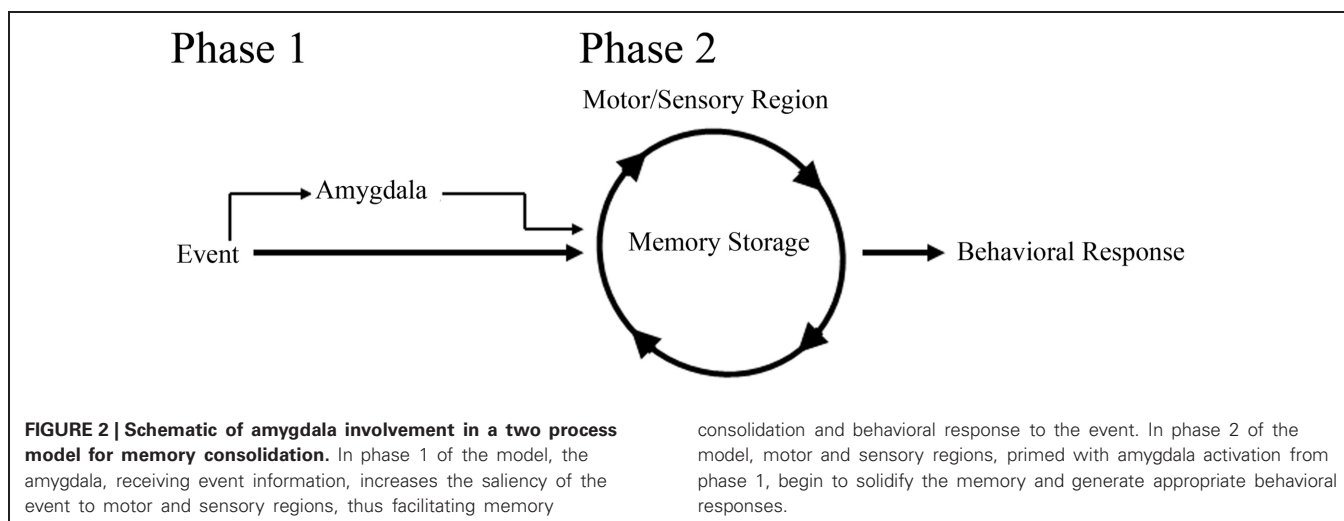 Phase 1
Phase 2
Motor/Sensory Region
Amygdala
Event
Memory Storage
Behavioral Response
FIGURE 2 | Schematic of amygdala involvement in a two process
model for memory consolidation. In phase 1 of the model, the
amygdala, receiving event information, increases the saliency of the
event to motor and sensory regions, thus facilitating memory
consolidation and behavioral response to the event. In phase 2 of the
model, motor and sensory regions, primed with amygdala activation from
phase 1, begin to solidify the memory and generate appropriate behavioral
responses.